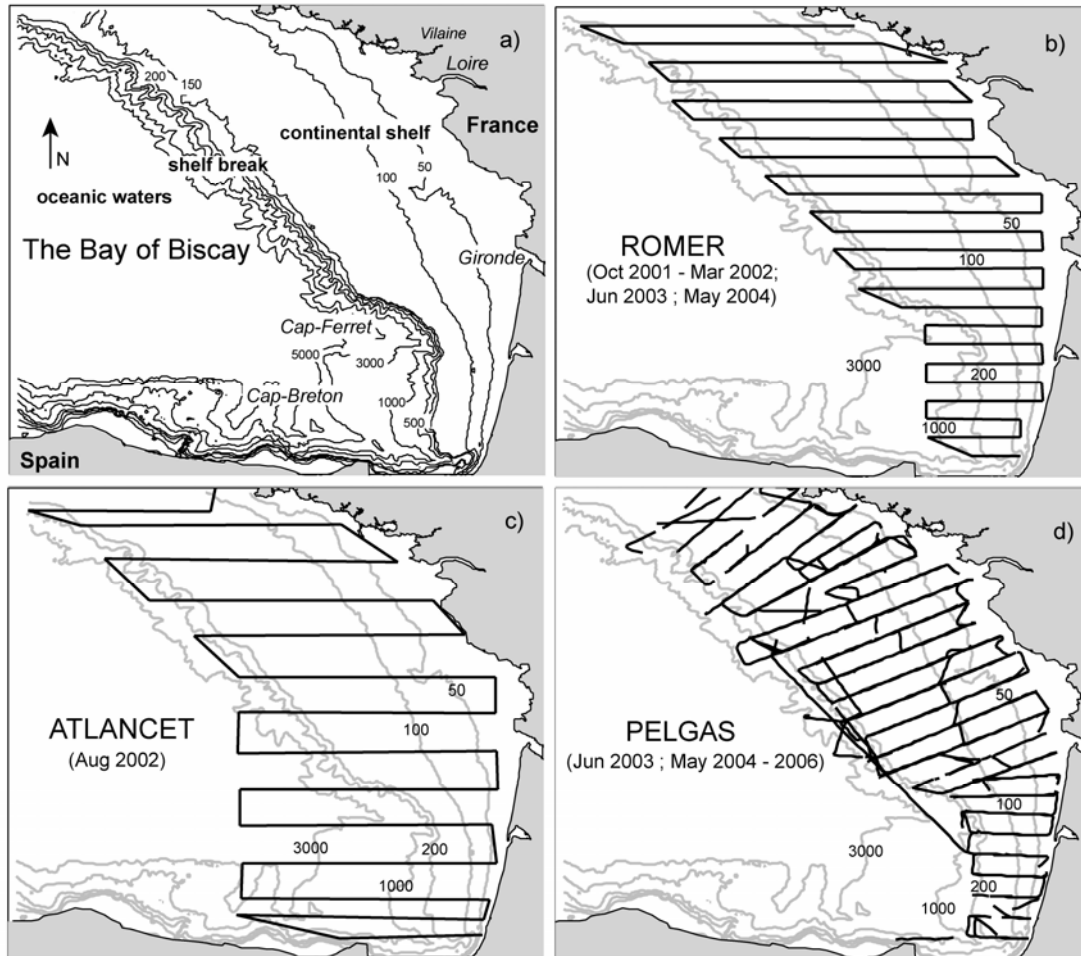 a)
Vilaine
Loire
200
150
N
continental shelf
France
50
shelf break
100
oceanic waters
The Bay of Biscay
Gironde
Cap-Ferret
5000
3000
Cap-Breton
1000
500
Spain
b)
50
ROMER
100
(Oct 2001 - Mar 2002;
Jun 2003 ; May 2004)
3000
200
1000
c)
50
ATLANCET
100
(Aug 2002)
3000
200
1000
d)
50
PELGAS
(Jun 2003 ; May 2004 - 2006)
100
3000
200
1000